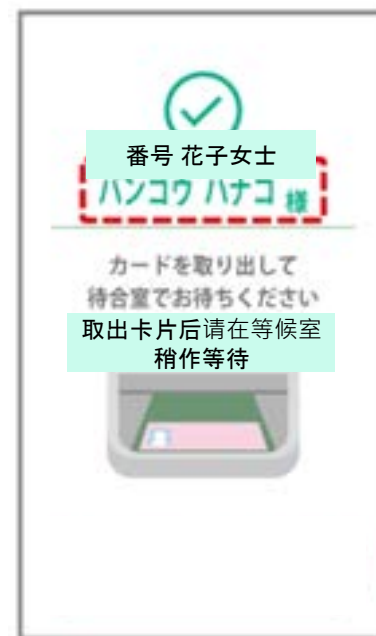 番号 花子女士
バンゴウ ハナコ 様
カードを取り出して
待合室でお待ちください
取出卡片后请在等候室
稍作等待